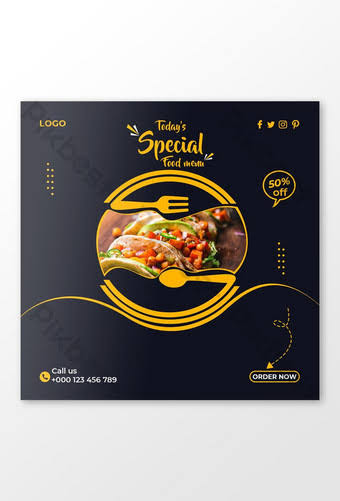 LOGO
Today's
Special
Food menu
50%
off
Call us
+000 123 456 789
ORDER NOW